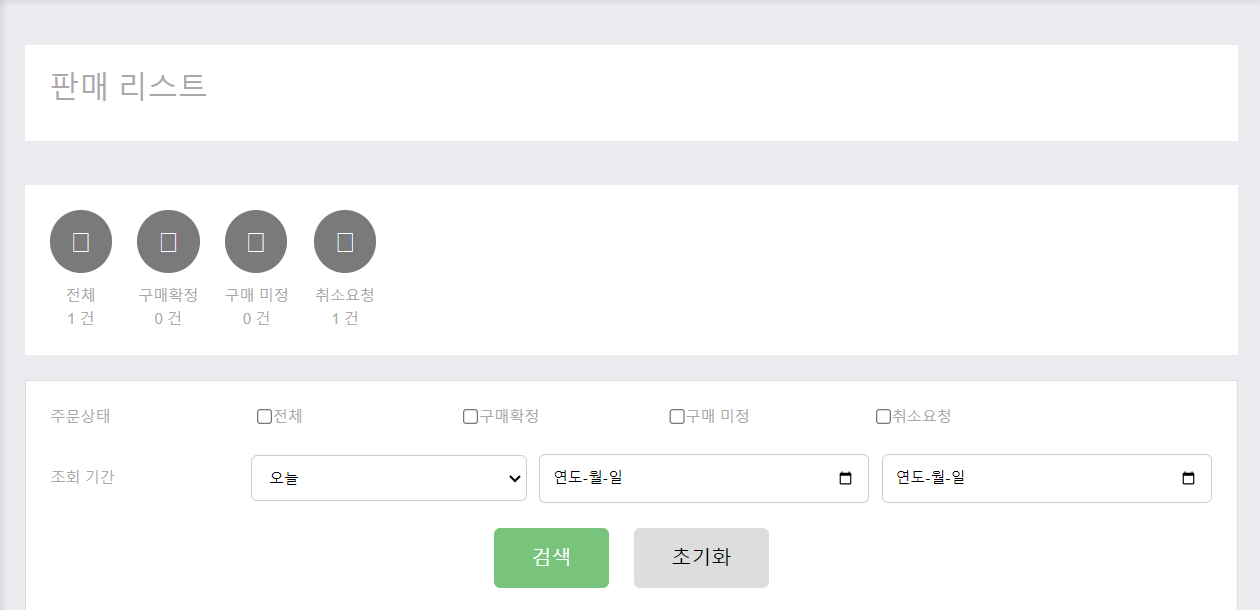 판매 리스트
전체 구매확정 구매 미정 취소요청
1 건 0 건 0 건 1 건
주문상태 전체 구매확정 구매 미정 취소요청
조회 기간 오늘 연도-월-일 연도-월-일
검색 초기화